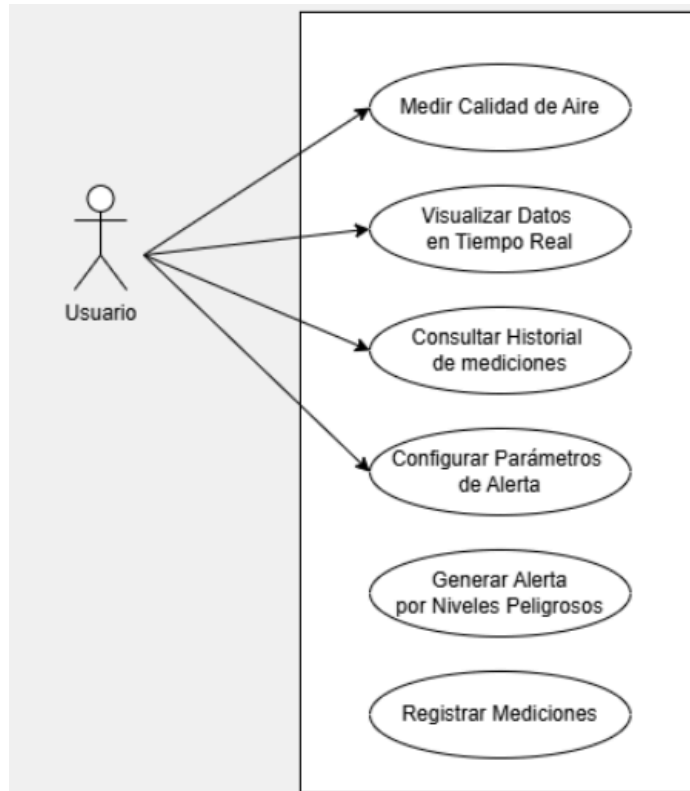 Medir Calidad de Aire
Visualizar Datos
en Tiempo Real
Usuario
Consultar Historial
de mediciones
Configurar Parámetros
de Alerta
Generar Alerta
por Niveles Peligrosos
Registrar Mediciones